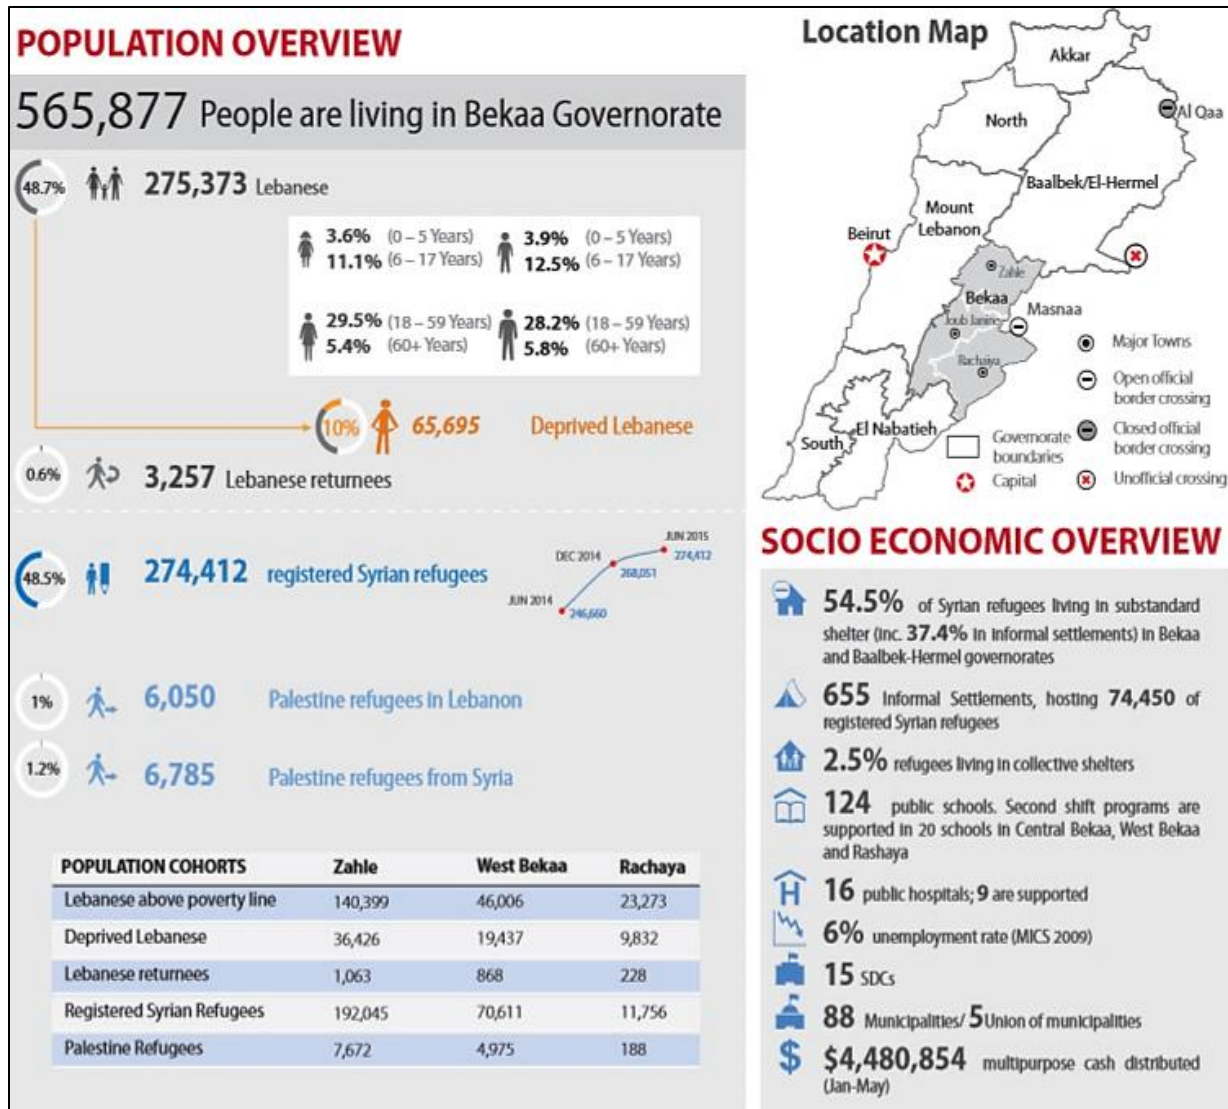 POPULATION OVERVIEW
565,877 People are living in Bekaa Governorate
48.7% 275,373 Lebanese
3.6% (0 – 5 Years) 3.9% (0 – 5 Years)
11.1% (6 – 17 Years) 12.5% (6 – 17 Years)
29.5% (18 – 59 Years) 28.2% (18 – 59 Years)
5.4% (60+ Years) 5.8% (60+ Years)
10% 65,695 Deprived Lebanese
0.6% 3,257 Lebanese returnees
48.5% 274,412 registered Syrian refugees
JUN 2014
246,660
DEC 2014
268,051
JUN 2015
274,412
1% 6,050 Palestine refugees in Lebanon
1.2% 6,785 Palestine refugees from Syria
POPULATION COHORTS Zahle West Bekaa Rachaya
Lebanese above poverty line 140,399 46,006 23,273
Deprived Lebanese 36,426 19,437 9,832
Lebanese returnees 1,063 868 228
Registered Syrian Refugees 192,045 70,611 11,756
Palestine Refugees 7,672 4,975 188
Location Map
Akkar
Al Qaa
North
Baalbek/El-Hermel
Mount
Lebanon
Beirut
Zahle
Bekaa
Masnaa
Joub Jannine
Rachaiya
El Nabatieh
South
Major Towns
Open official
border crossing
Closed official
border crossing
Unofficial crossing
Governorate
boundaries
Capital
SOCIO ECONOMIC OVERVIEW
54.5% of Syrian refugees living in substandard
shelter (inc. 37.4% in informal settlements) in Bekaa
and Baalbek-Hermel governorates
655 Informal Settlements, hosting 74,450 of
registered Syrian refugees
2.5% refugees living in collective shelters
124 public schools. Second shift programs are
supported in 20 schools in Central Bekaa, West Bekaa
and Rashaya
H
16 public hospitals; 9 are supported
6% unemployment rate (MICS 2009)
15 SDCs
88 Municipalities/ 5 Union of municipalities
$ $4,480,854 multipurpose cash distributed
(Jan-May)